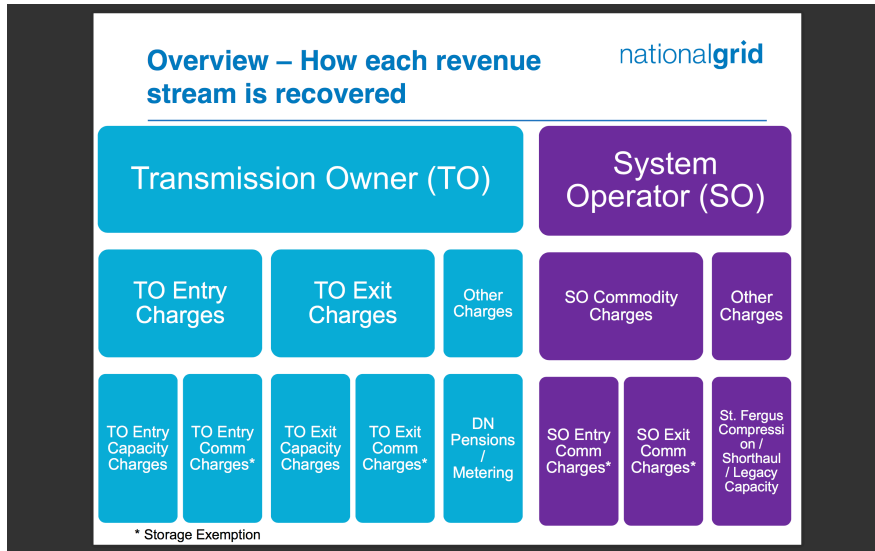 Overview – How each revenue
stream is recovered
nationalgrid
Transmission Owner (TO)
System
Operator (SO)
TO Entry
Charges
TO Exit
Charges
Other
Charges
SO Commodity
Charges
Other
Charges
TO Entry
Capacity
Charges
TO Entry
Comm
Charges*
TO Exit
Capacity
Charges
TO Exit
Comm
Charges*
DN
Pensions
/
Metering
SO Entry
Comm
Charges*
SO Exit
Comm
Charges*
St. Fergus
Compressi
on /
Shorthaul
/ Legacy
Capacity
* Storage Exemption